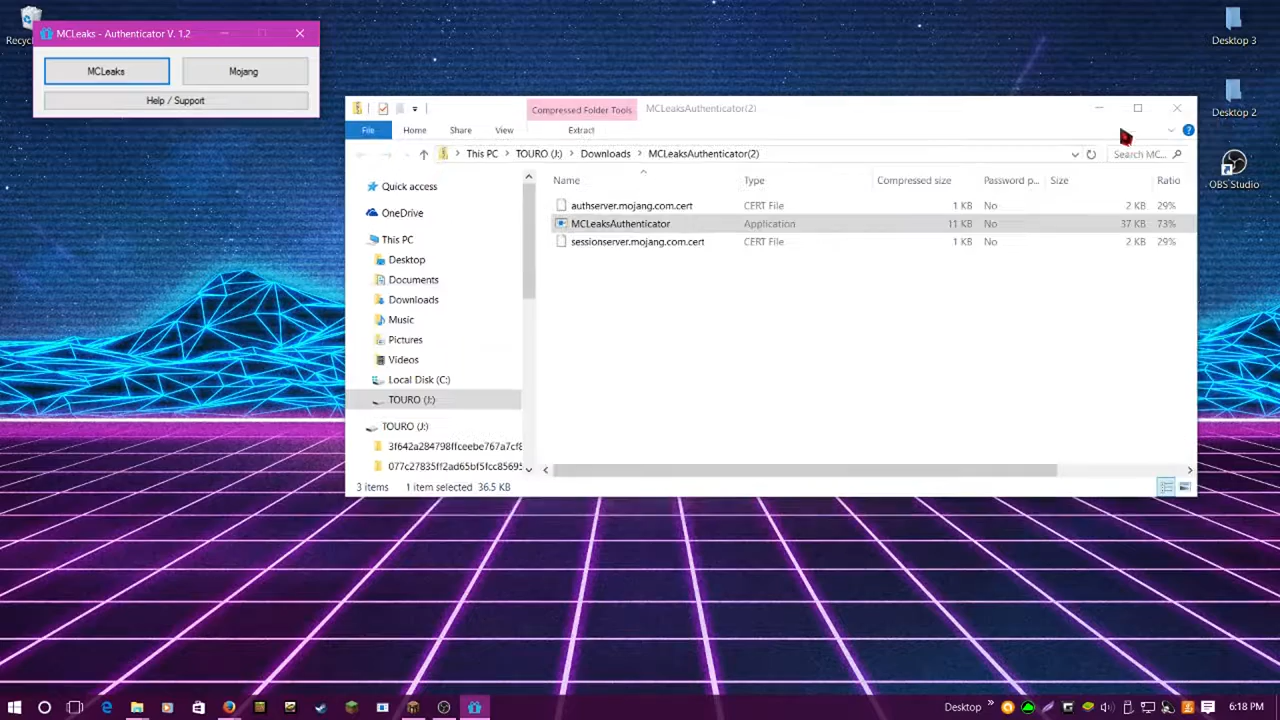 Recyc
MCLeaks - Authenticator V. 1.2
MCLeaks
Mojang
Help / Support
Desktop 3
Desktop 2
OBS Studio
Compressed Folder Tools
MCLeaksAuthenticator(2)
File
Home
Share
View
Extract
This PC > TOURO (J:) > Downloads > MCLeaksAuthenticator(2)
Search MC...
Name
Type
Compressed size
Password p...
Size
Ratio
authserver.mojang.com.cert CERT File 1 KB No 2 KB 29%
MCLeaksAuthenticator Application 11 KB No 37 KB 73%
sessionserver.mojang.com.cert CERT File 1 KB No 2 KB 29%
Quick access
OneDrive
This PC
Desktop
Documents
Downloads
Music
Pictures
Videos
Local Disk (C:)
TOURO (J:)
TOURO (J:)
3f642a284798ffceebe767a7cf8
077c27835ff2ad65bf5fcc85695
3 items 1 item selected 36.5 KB
Desktop
6:18 PM